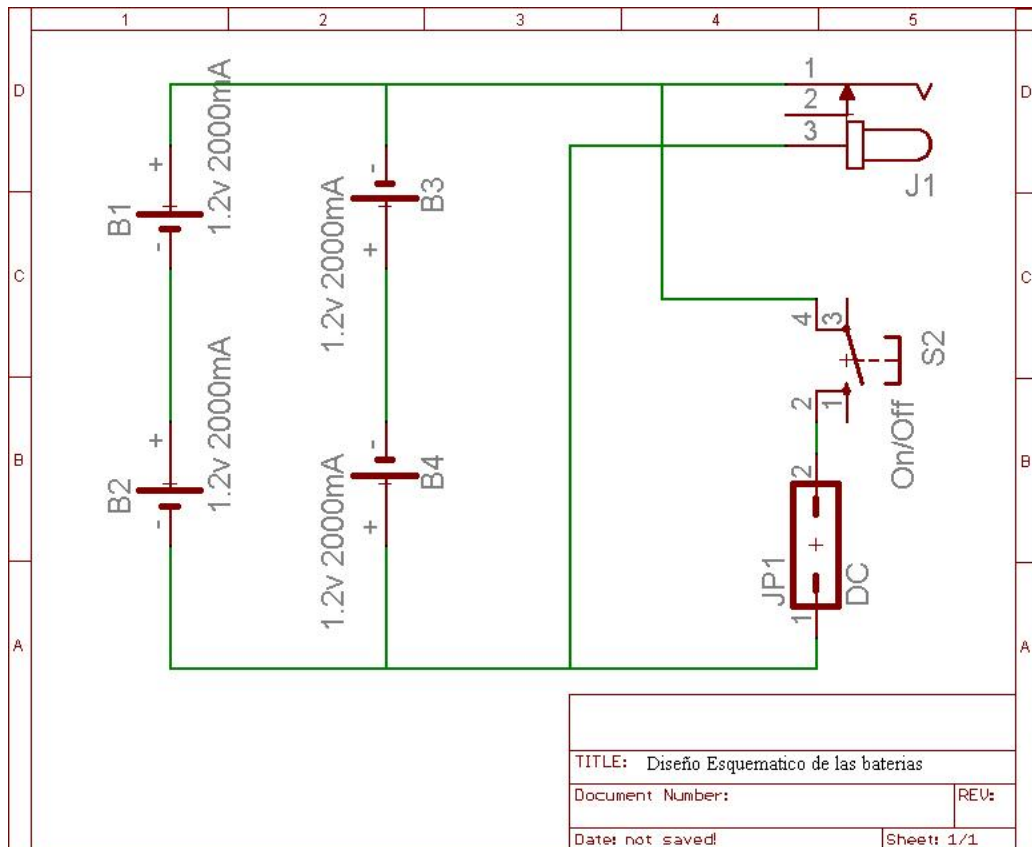 1 2 3 4 5
D
C
B
A
D
C
B
A
+
B1
-
1.2v 2000mA
+
B2
-
1.2v 2000mA
-
B3
+
1.2v 2000mA
-
B4
+
1.2v 2000mA
1
2
3
J1
4 3
S2
2 1
On/Off
2
JP1
DC
1
TITLE: Diseño Esquematico de las baterias
Document Number:
REV:
Date: not saved!
Sheet: 1/1